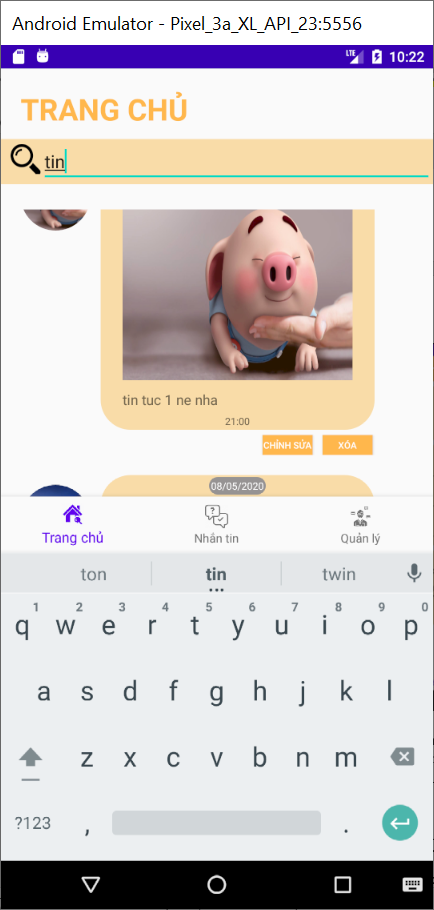 Android Emulator - Pixel_3a_XL_API_23:5556
LTE 10:22
TRANG CHỦ
tin
tin tuc 1 ne nha
21:00
CHỈNH SỬA XÓA
08/05/2020
Trang chủ Nhắn tin Quản lý
ton tin twin
1 2 3 4 5 6 7 8 9 0
q w e r t y u i o p
a s d f g h j k l
z x c v b n m
?123 , .